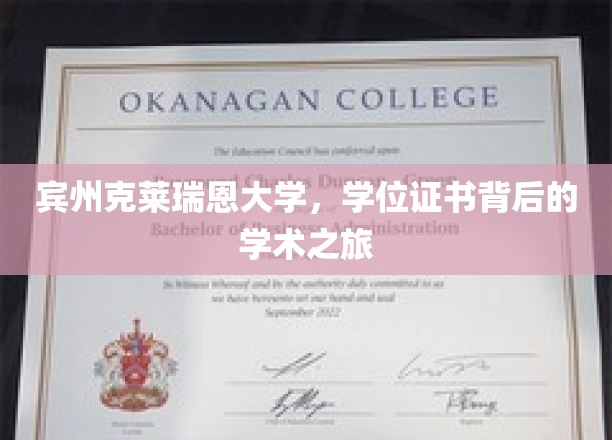 OKANAGAN COLLEGE
The Education Council has conferred upon
宾州克莱瑞恩大学，学位证书背后的
学术之旅
Bachelor of Business Administration
In Witness Whereof and by the authority duly committed to us
we have hereunto set our hand and seal
September 2022